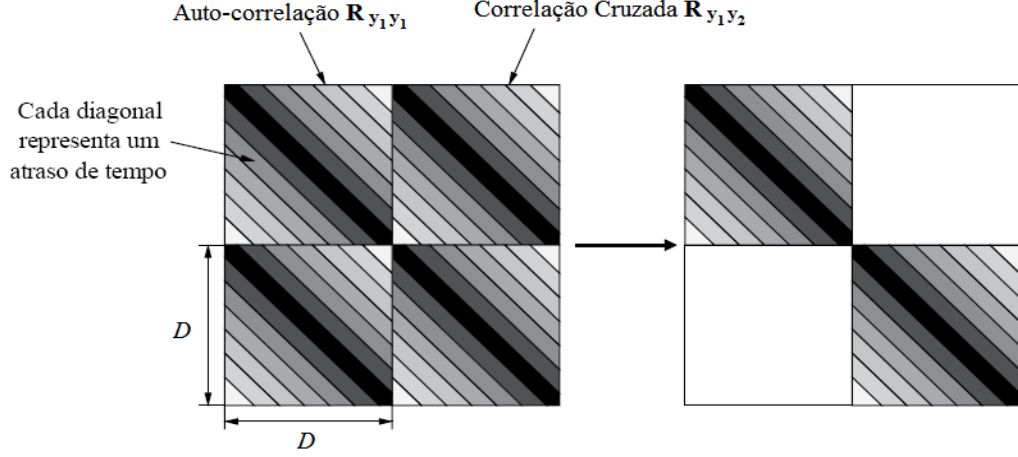 Auto-correlação R y₁y₁
Correlação Cruzada R y₁y₂
Cada diagonal
representa um
atraso de tempo
D
D